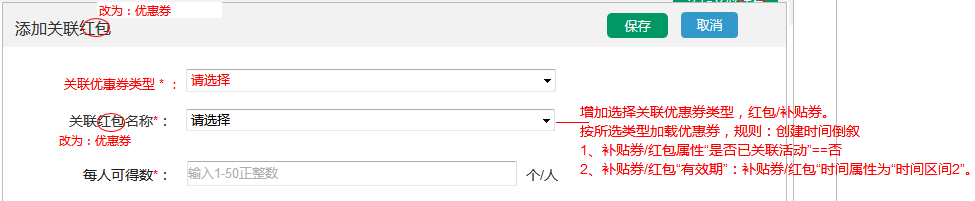 改为：优惠券
添加关联红包
保存
取消
关联优惠券类型 * ：
请选择
关联红包名称*：
请选择
改为：优惠券
增加选择关联优惠券类型，红包/补贴券。
按所选类型加载优惠券，规则：创建时间倒叙
1、补贴券/红包属性“是否已关联活动”==否
2、补贴券/红包“有效期”：补贴券/红包“时间属性为“时间区间2”。
每人可得数*：
输入1-50正整数
个/人